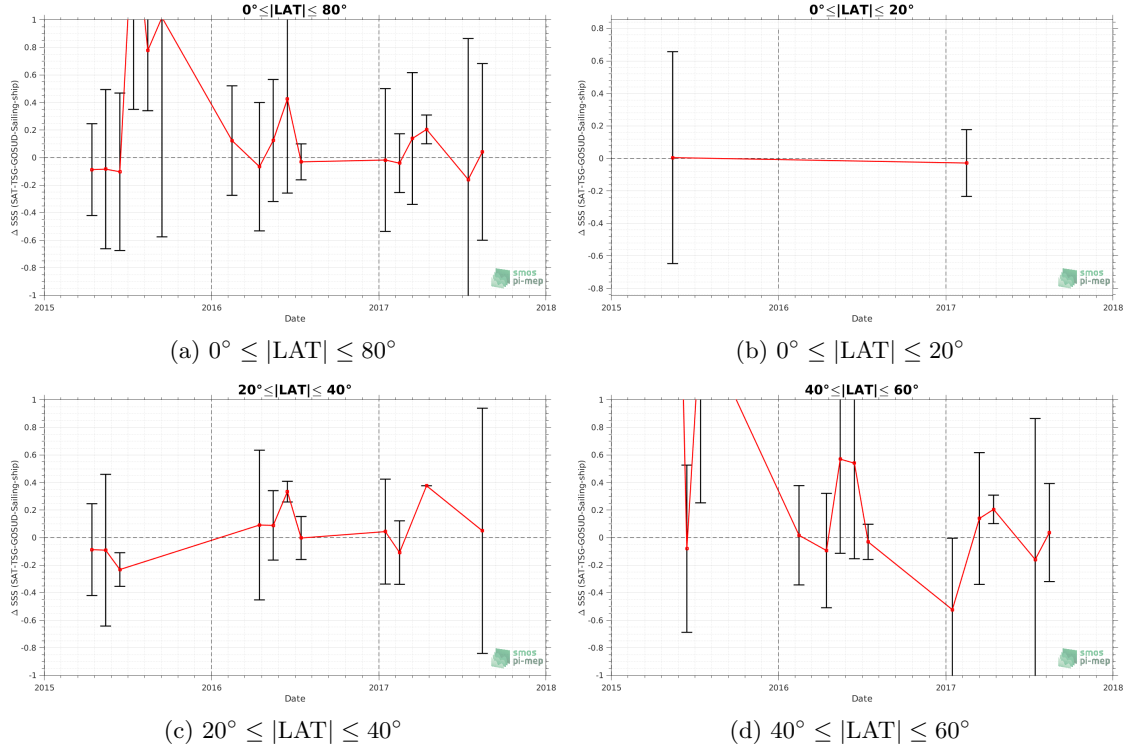 0°≤|LAT|≤ 80°
Δ SSS (SAT-TSG-GOSUD-Sailing-ship)
1
0.8
0.6
0.4
0.2
0
-0.2
-0.4
-0.6
-0.8
-1
2015
2016
2017
2018
Date
smos
pi-mep
(a) 0° ≤ |LAT| ≤ 80°
0°≤|LAT|≤ 20°
Δ SSS (SAT-TSG-GOSUD-Sailing-ship)
0.8
0.6
0.4
0.2
0
-0.2
-0.4
-0.6
-0.8
2015
2016
2017
2018
Date
smos
pi-mep
(b) 0° ≤ |LAT| ≤ 20°
20°≤|LAT|≤ 40°
Δ SSS (SAT-TSG-GOSUD-Sailing-ship)
1
0.8
0.6
0.4
0.2
0
-0.2
-0.4
-0.6
-0.8
-1
2015
2016
2017
2018
Date
smos
pi-mep
(c) 20° ≤ |LAT| ≤ 40°
40°≤|LAT|≤ 60°
Δ SSS (SAT-TSG-GOSUD-Sailing-ship)
1
0.8
0.6
0.4
0.2
0
-0.2
-0.4
-0.6
-0.8
-1
2015
2016
2017
2018
Date
smos
pi-mep
(d) 40° ≤ |LAT| ≤ 60°